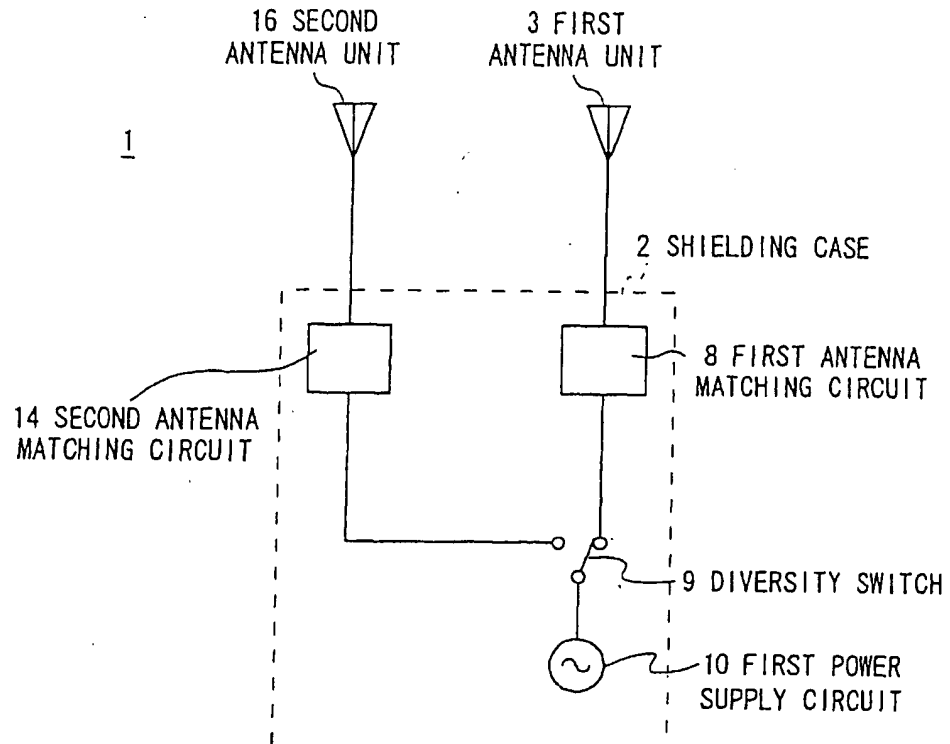 16 SECOND
ANTENNA UNIT
3 FIRST
ANTENNA UNIT
1
2 SHIELDING CASE
8 FIRST ANTENNA
MATCHING CIRCUIT
14 SECOND ANTENNA
MATCHING CIRCUIT
9 DIVERSITY SWITCH
10 FIRST POWER
SUPPLY CIRCUIT